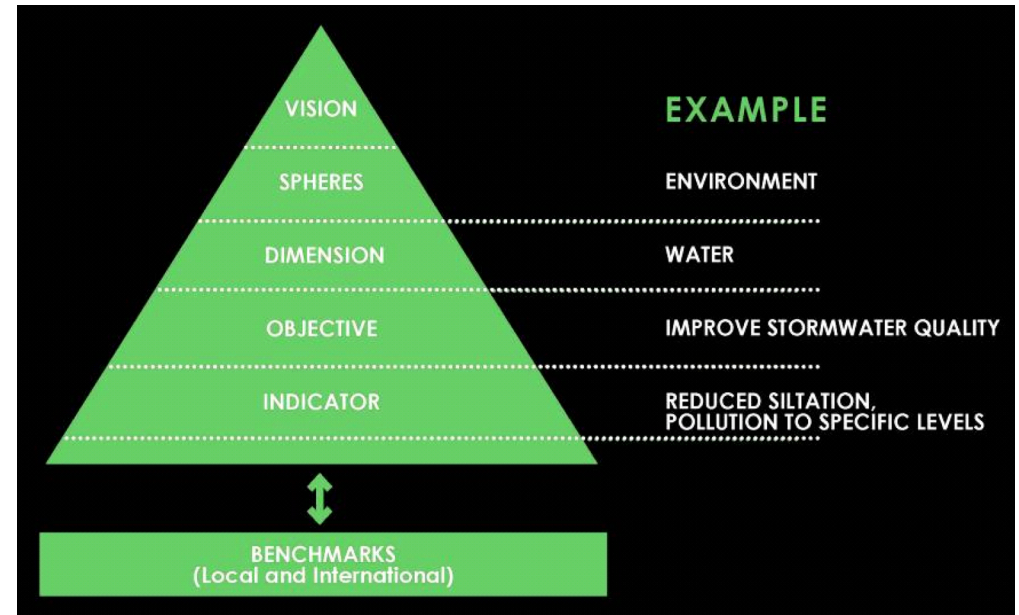 VISION
EXAMPLE
SPHERES
ENVIRONMENT
DIMENSION
WATER
OBJECTIVE
IMPROVE STORMWATER QUALITY
INDICATOR
REDUCED SILTATION,
POLLUTION TO SPECIFIC LEVELS
BENCHMARKS
(Local and International)